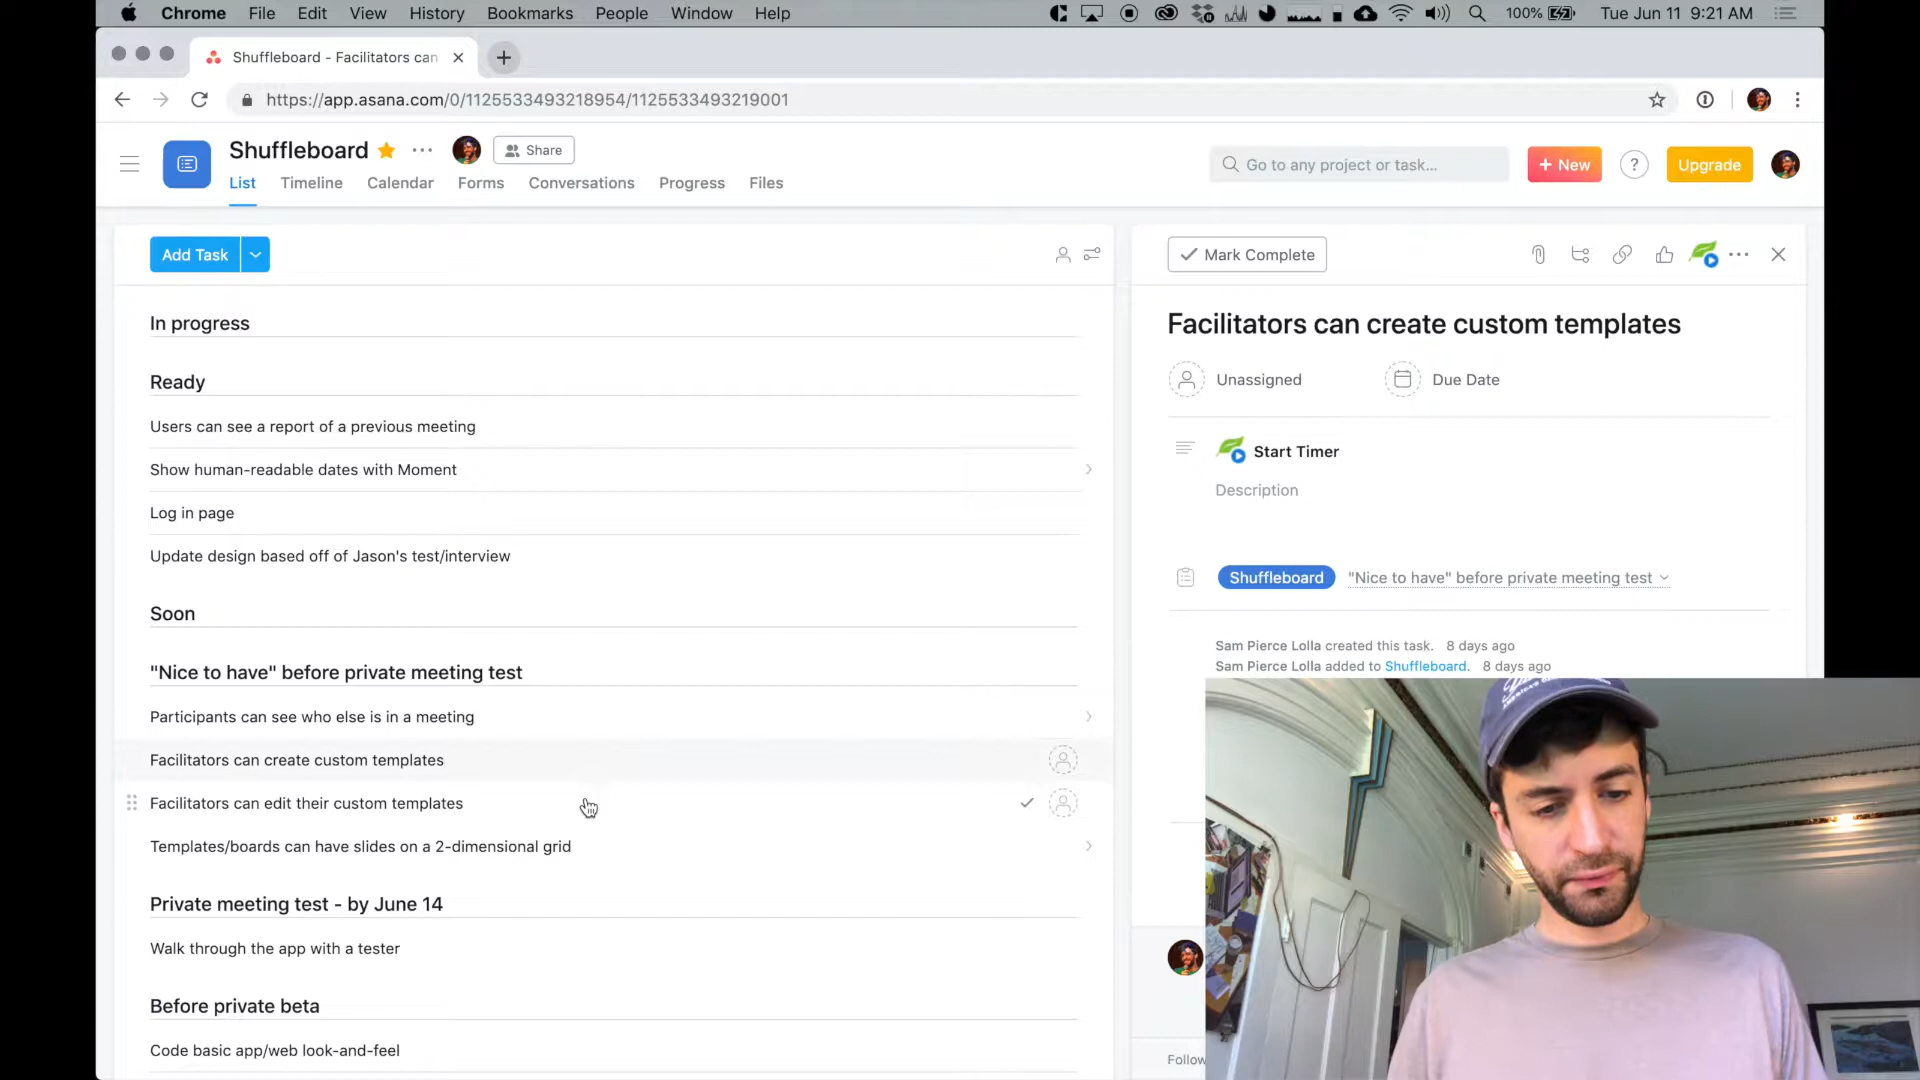 Chrome File Edit View History Bookmarks People Window Help 100% Tue Jun 11 9:21 AM
Shuffleboard - Facilitators can
https://app.asana.com/0/1125533493218954/1125533493219001
Shuffleboard
Share
List Timeline Calendar Forms Conversations Progress Files
Go to any project or task...
+ New
?
Upgrade
Add Task
In progress
Ready
Users can see a report of a previous meeting
Show human-readable dates with Moment
Log in page
Update design based off of Jason's test/interview
Soon
"Nice to have" before private meeting test
Participants can see who else is in a meeting
Facilitators can create custom templates
Facilitators can edit their custom templates
Templates/boards can have slides on a 2-dimensional grid
Private meeting test - by June 14
Walk through the app with a tester
Before private beta
Code basic app/web look-and-feel
Mark Complete
Facilitators can create custom templates
Unassigned
Due Date
Start Timer
Description
Shuffleboard "Nice to have" before private meeting test
Sam Pierce Lolla created this task. 8 days ago
Sam Pierce Lolla added to Shuffleboard. 8 days ago
Follow